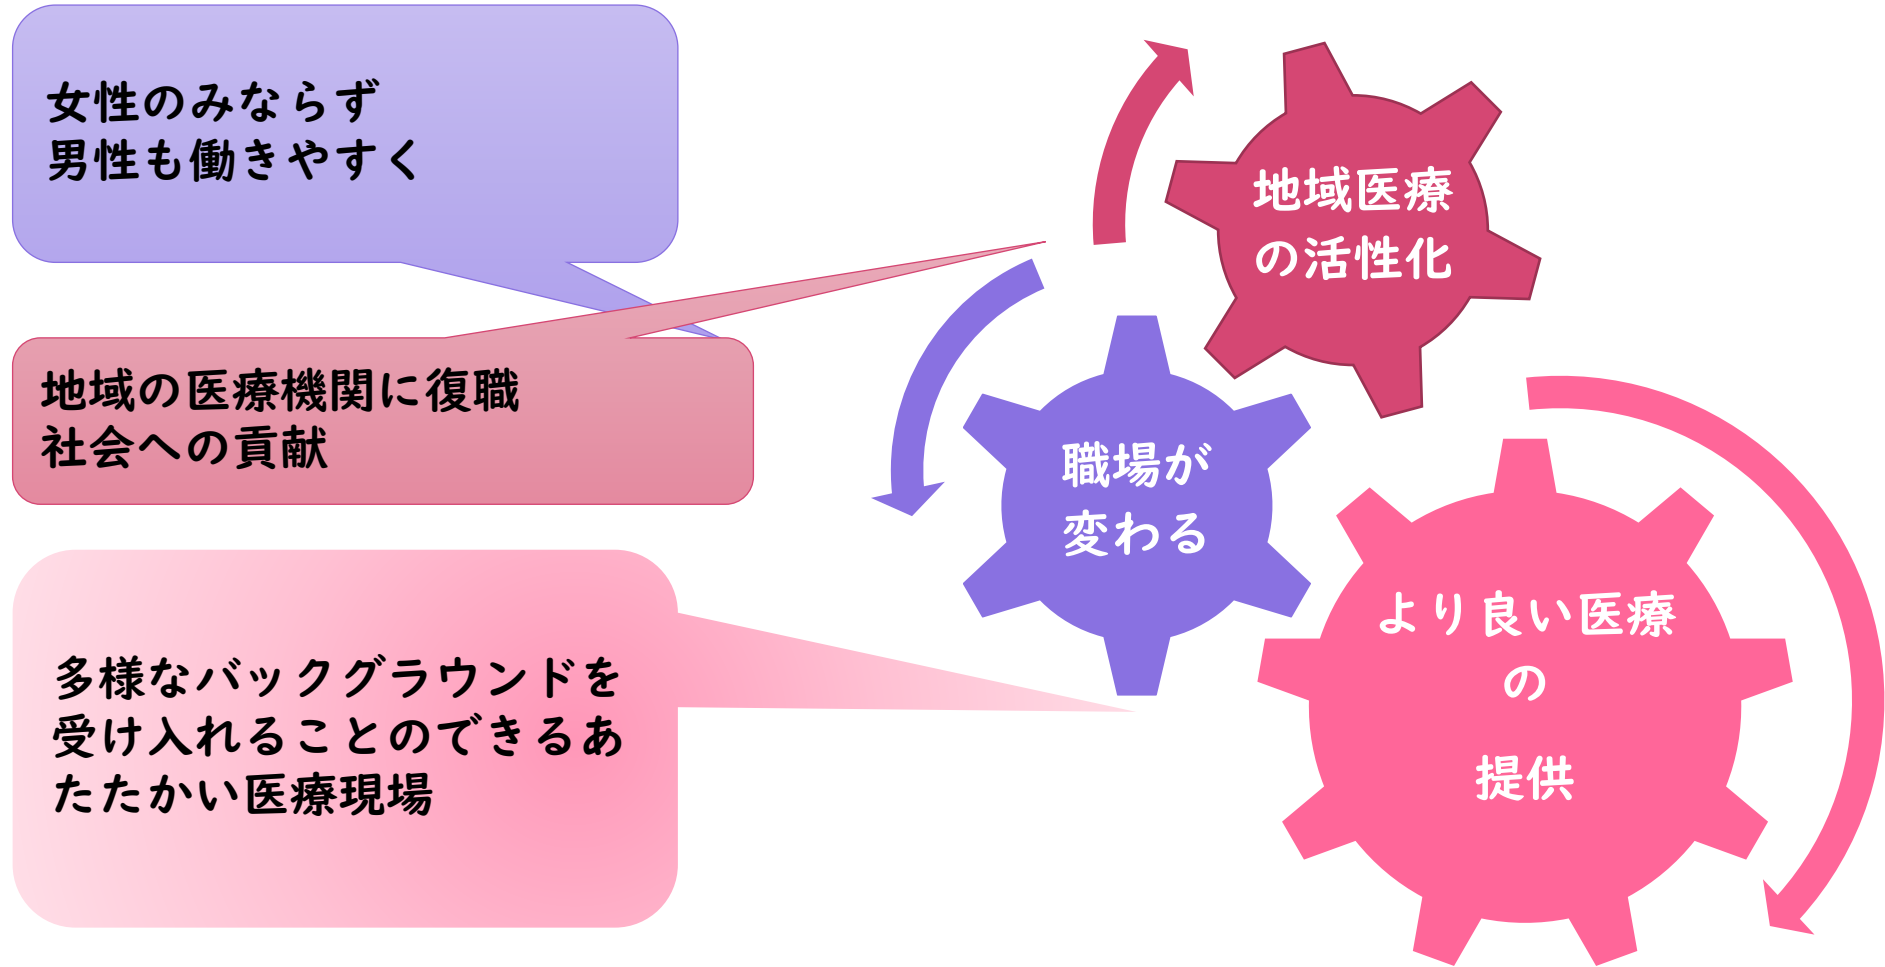 女性のみならず
男性も働きやすく
地域の医療機関に復職
社会への貢献
多様なバックグラウンドを
受け入れることのできるあ
たたかい医療現場
地域医療
の活性化
職場が
変わる
より良い医療
の
提供